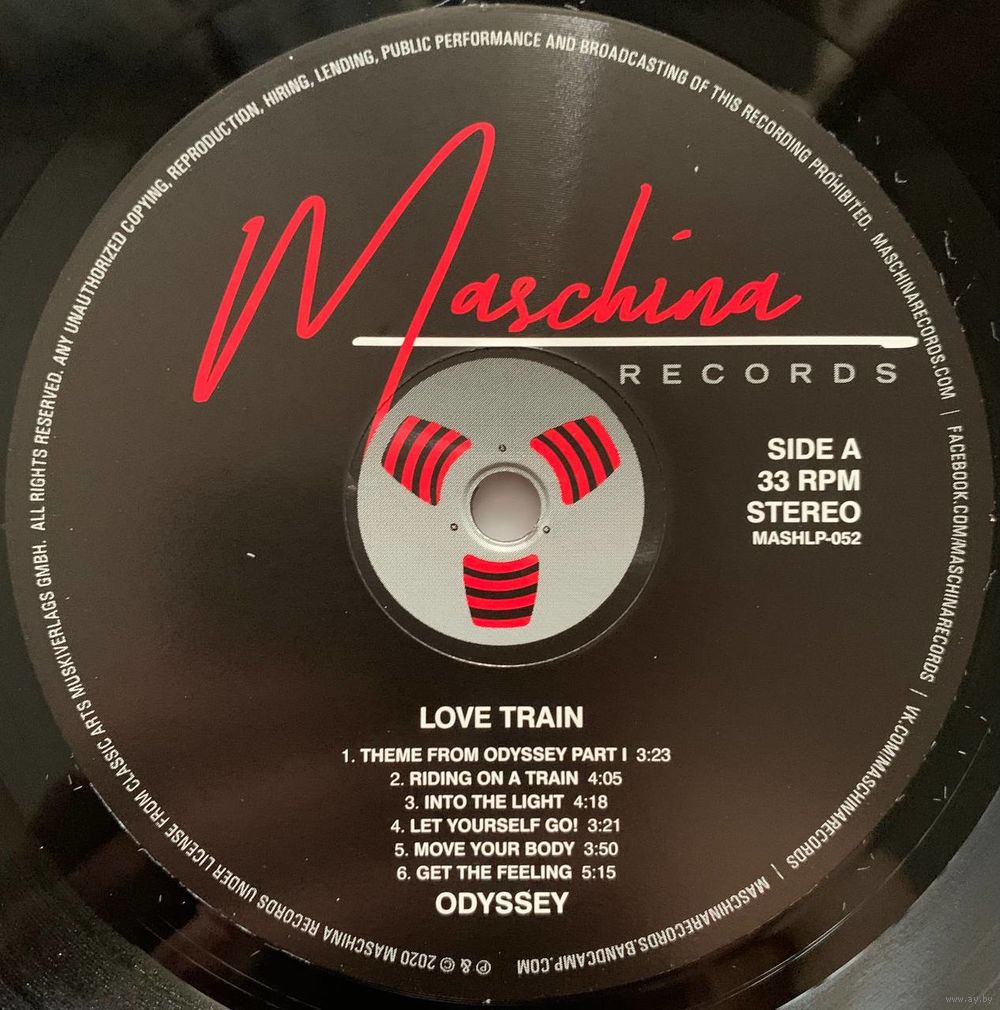 Maschina
RECORDS
SIDE A
33 RPM
STEREO
MASHLP-052
LOVE TRAIN
1. THEME FROM ODYSSEY PART I 3:23
2. RIDING ON A TRAIN 4:05
3. INTO THE LIGHT 4:18
4. LET YOURSELF GO! 3:21
5. MOVE YOUR BODY 3:50
6. GET THE FEELING 5:15
ODYSSEY
℗ & © 2020 MASCHINA RECORDS UNDER LICENSE FROM CLASSIC ARTS MUSKIVERLAGS GMBH. ALL RIGHTS RESERVED. ANY UNAUTHORIZED COPYING, REPRODUCTION, HIRING, LENDING, PUBLIC PERFORMANCE AND BROADCASTING OF THIS RECORDING PROHIBITED. MASCHINARECORDS.COM | FACEBOOK.COM/MASCHINARECORDS | VK.COM/MASCHINARECORDS | MASCHINARECORDS.BANDCAMP.COM
www.ay.by